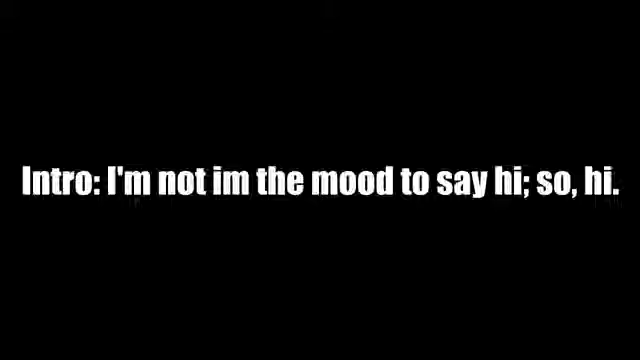 Intro: I'm not im the mood to say hi; so, hi.